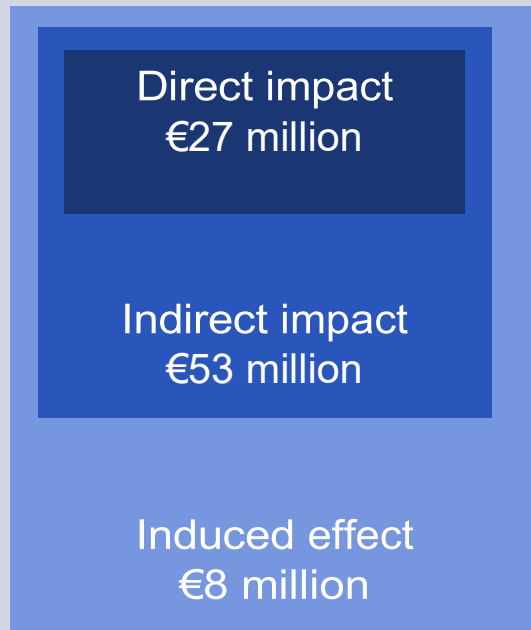 Direct impact
€27 million
Indirect impact
€53 million
Induced effect
€8 million